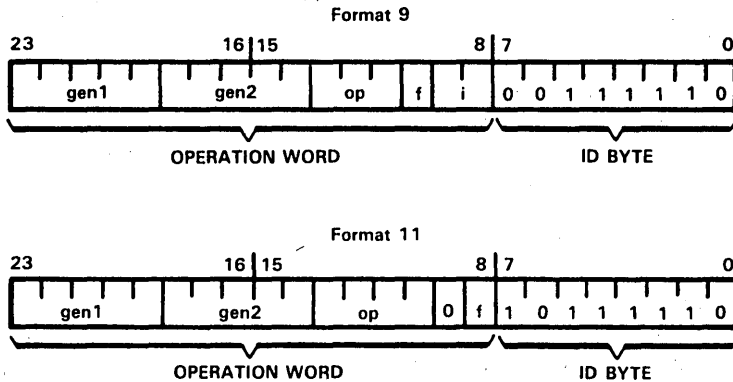 Format 9
23 16 15 8 7 0
gen1 gen2 op f i 0 0 1 1 1 1 1 0
OPERATION WORD ID BYTE
Format 11
23 16 15 8 7 0
gen1 gen2 op 0 f 1 0 1 1 1 1 1 0
OPERATION WORD ID BYTE